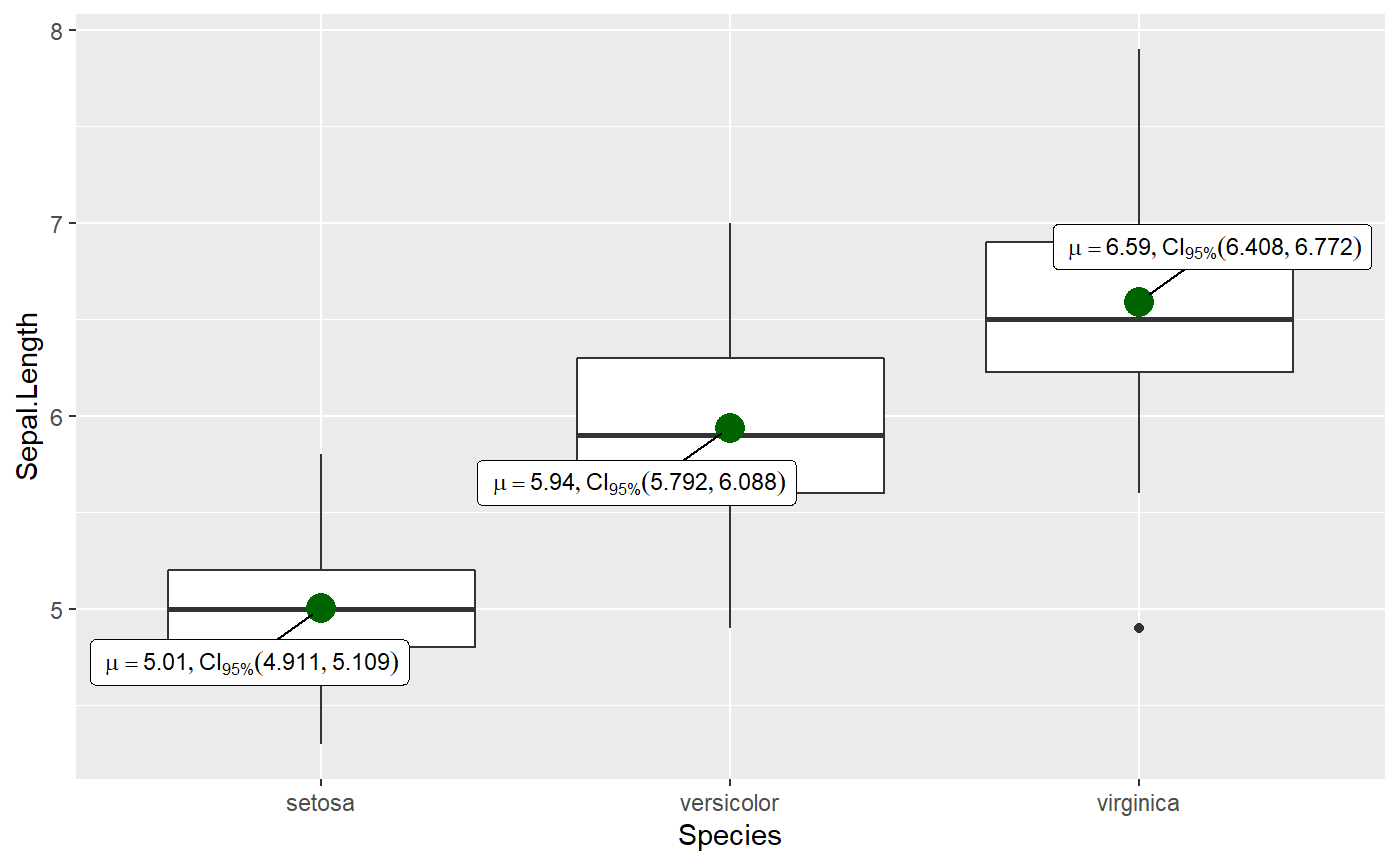 8
7
6
5
Sepal.Length
μ = 6.59, CI95%(6.408, 6.772)
μ = 5.94, CI95%(5.792, 6.088)
μ = 5.01, CI95%(4.911, 5.109)
setosa versicolor virginica
Species